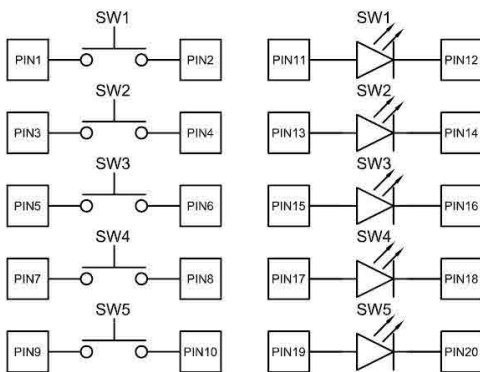 SW1 SW1
PIN1 PIN2 PIN11 PIN12
SW2 SW2
PIN3 PIN4 PIN13 PIN14
SW3 SW3
PIN5 PIN6 PIN15 PIN16
SW4 SW4
PIN7 PIN8 PIN17 PIN18
SW5 SW5
PIN9 PIN10 PIN19 PIN20